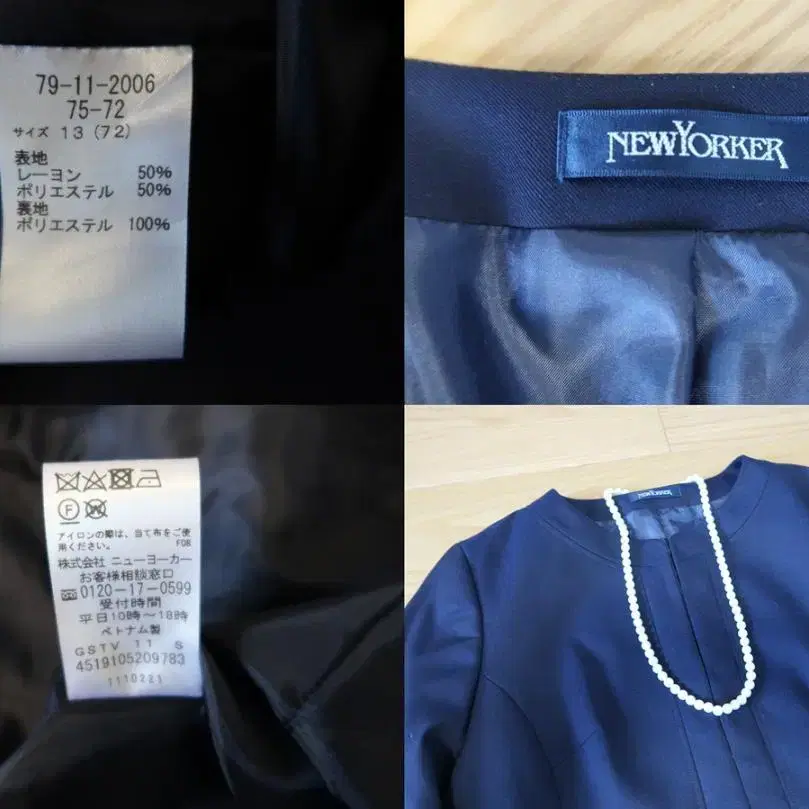 79-11-2006
75-72
サイズ 13 (72)
表地
レーヨン 50%
ポリエステル 50%
裏地
ポリエステル 100%
NEWYORKER
F W
アイロンの際は、当て布をご使
用ください。 FDB
株式会社 ニューヨーカー
お客様相談窓口
0120-17-0599
受付時間
平日10時〜18時
ベトナム製
GSTV 11 S
4519105209783
1110221
NEWYORKER